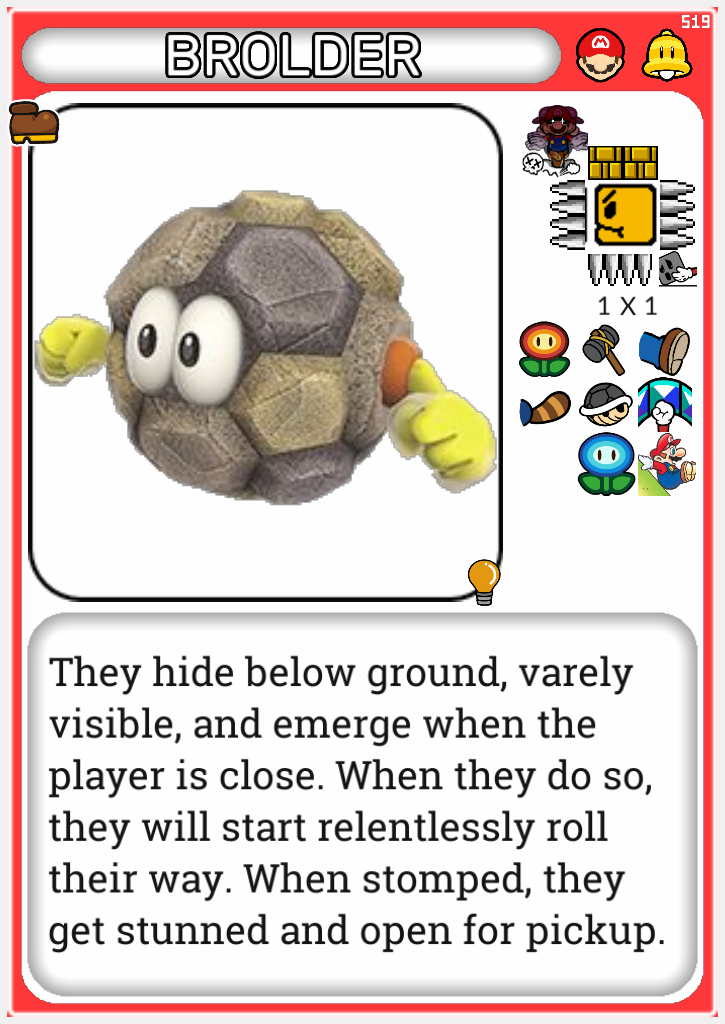 519
BROLDER
1 X 1
They hide below ground, varely
visible, and emerge when the
player is close. When they do so,
they will start relentlessly roll
their way. When stomped, they
get stunned and open for pickup.